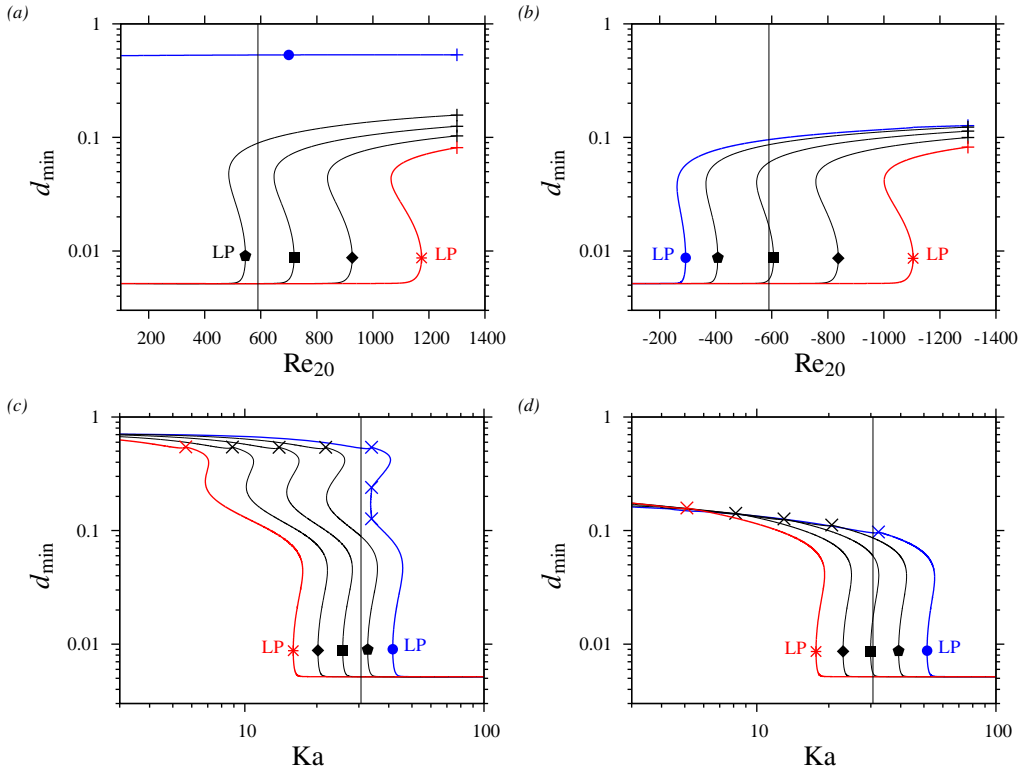 (a)
(b)
1
0.1
0.01
d_min
LP
LP
200 400 600 800 1000 1200 1400
Re_20
1
0.1
0.01
d_min
LP
LP
-200 -400 -600 -800 -1000 -1200 -1400
Re_20
(c)
(d)
1
0.1
0.01
d_min
LP
LP
10 100
Ka
1
0.1
0.01
d_min
LP
LP
10 100
Ka